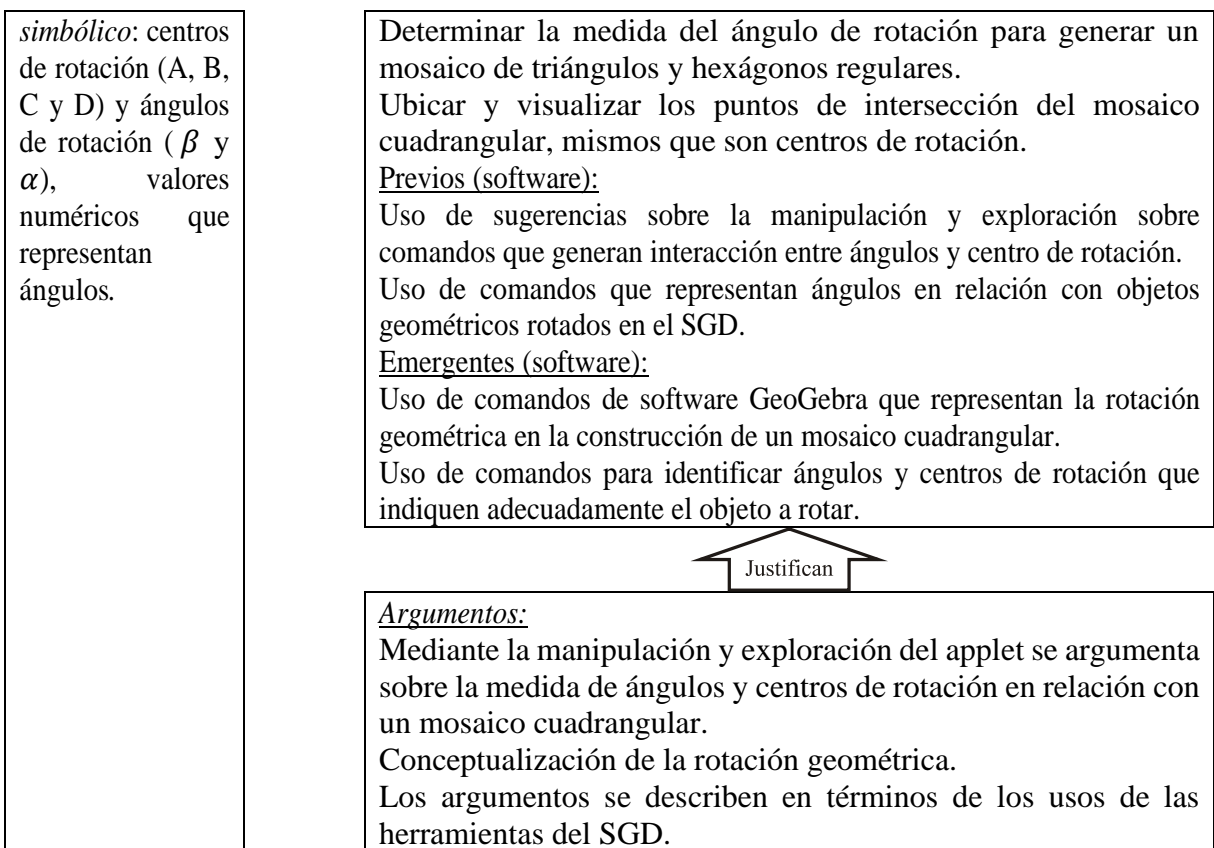 simbólico: centros
de rotación (A, B,
C y D) y ángulos
de rotación ( β y
α), valores
numéricos que
representan
ángulos.
Determinar la medida del ángulo de rotación para generar un
mosaico de triángulos y hexágonos regulares.
Ubicar y visualizar los puntos de intersección del mosaico
cuadrangular, mismos que son centros de rotación.
Previos (software):
Uso de sugerencias sobre la manipulación y exploración sobre
comandos que generan interacción entre ángulos y centro de rotación.
Uso de comandos que representan ángulos en relación con objetos
geométricos rotados en el SGD.
Emergentes (software):
Uso de comandos de software GeoGebra que representan la rotación
geométrica en la construcción de un mosaico cuadrangular.
Uso de comandos para identificar ángulos y centros de rotación que
indiquen adecuadamente el objeto a rotar.
Justifican
Argumentos:
Mediante la manipulación y exploración del applet se argumenta
sobre la medida de ángulos y centros de rotación en relación con
un mosaico cuadrangular.
Conceptualización de la rotación geométrica.
Los argumentos se describen en términos de los usos de las
herramientas del SGD.